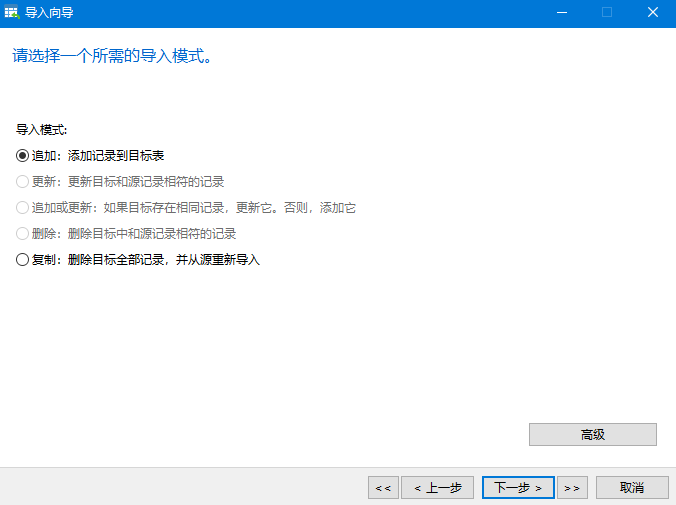 导入向导
请选择一个所需的导入模式。
导入模式:
追加：添加记录到目标表
更新：更新目标和源记录相符的记录
追加或更新：如果目标存在相同记录，更新它。否则，添加它
删除：删除目标中和源记录相符的记录
复制：删除目标全部记录，并从源重新导入
高级
<< < 上一步 下一步 > >> 取消